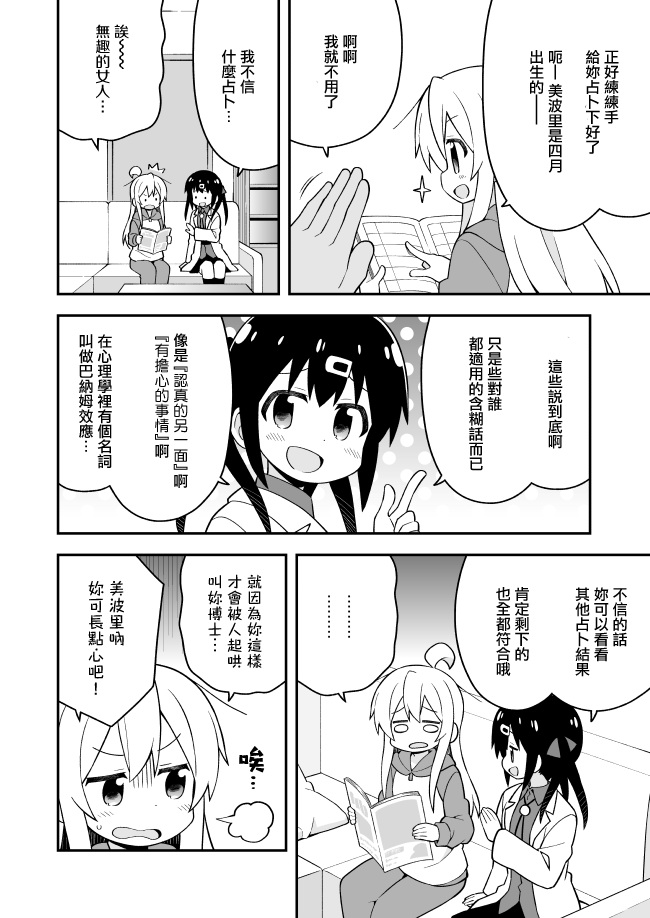 正好練練手
給妳占卜下好了
呃—美波里是四月
出生的——
啊啊
我就不用了
我不信
什麼占卜…
誒～～～
無趣的女人…
這些說到底啊
只是些對誰
都適用的含糊話而已
像是『認真的另一面』啊
『有擔心的事情』啊
在心理學裡有個名詞
叫做巴納姆效應…
不信的話
妳可以看看
其他占卜結果
肯定剩下的
也全都符合哦
………
………
就因為妳這樣
才會被人起哄
叫妳博士…
唉…
美波里吶
妳可長點心吧！